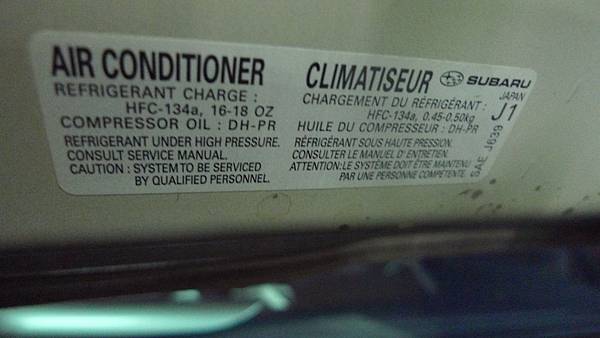 AIR CONDITIONER
REFRIGERANT CHARGE :
HFC-134a, 16-18 OZ
COMPRESSOR OIL : DH-PR
REFRIGERANT UNDER HIGH PRESSURE.
CONSULT SERVICE MANUAL.
CAUTION : SYSTEM TO BE SERVICED
BY QUALIFIED PERSONNEL.
CLIMATISEUR
CHARGEMENT DU RÉFRIGÉRANT :
HFC-134a, 0.45-0.50kg
HUILE DU COMPRESSEUR : DH-PR
RÉFRIGÉRANT SOUS HAUTE PRESSION.
CONSULTER LE MANUEL D'ENTRETIEN.
ATTENTION:LE SYSTÈME DOIT ÊTRE MAINTENU
PAR UNE PERSONNE COMPÉTENTE.
SUBARU
JAPAN
J1
SAE J639